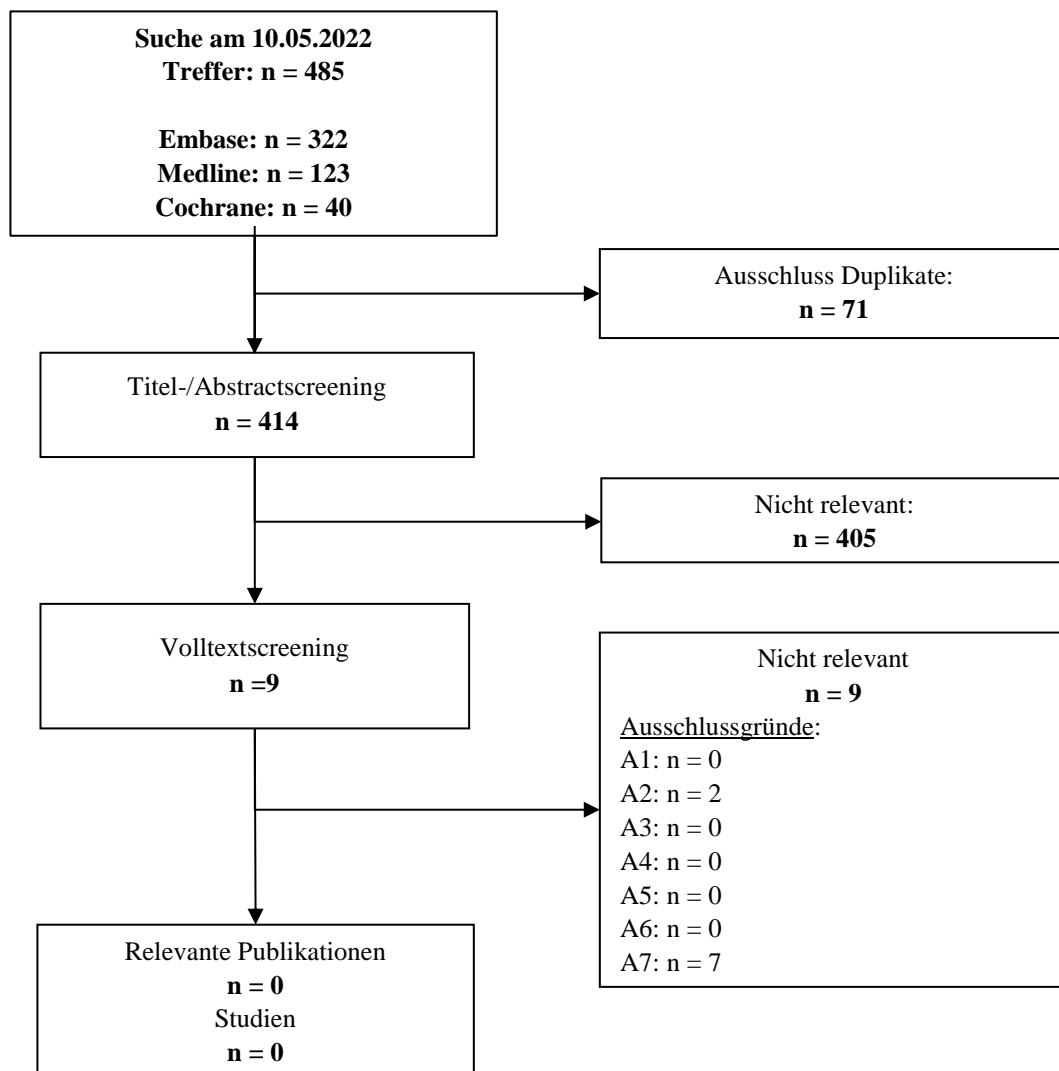 Suche am 10.05.2022
Treffer: n = 485
Embase: n = 322
Medline: n = 123
Cochrane: n = 40
Ausschluss Duplikate:
n = 71
Titel-/Abstractscreening
n = 414
Nicht relevant:
n = 405
Volltextscreening
n =9
Nicht relevant
n = 9
Ausschlussgründe:
A1: n = 0
A2: n = 2
A3: n = 0
A4: n = 0
A5: n = 0
A6: n = 0
A7: n = 7
Relevante Publikationen
n = 0
Studien
n = 0